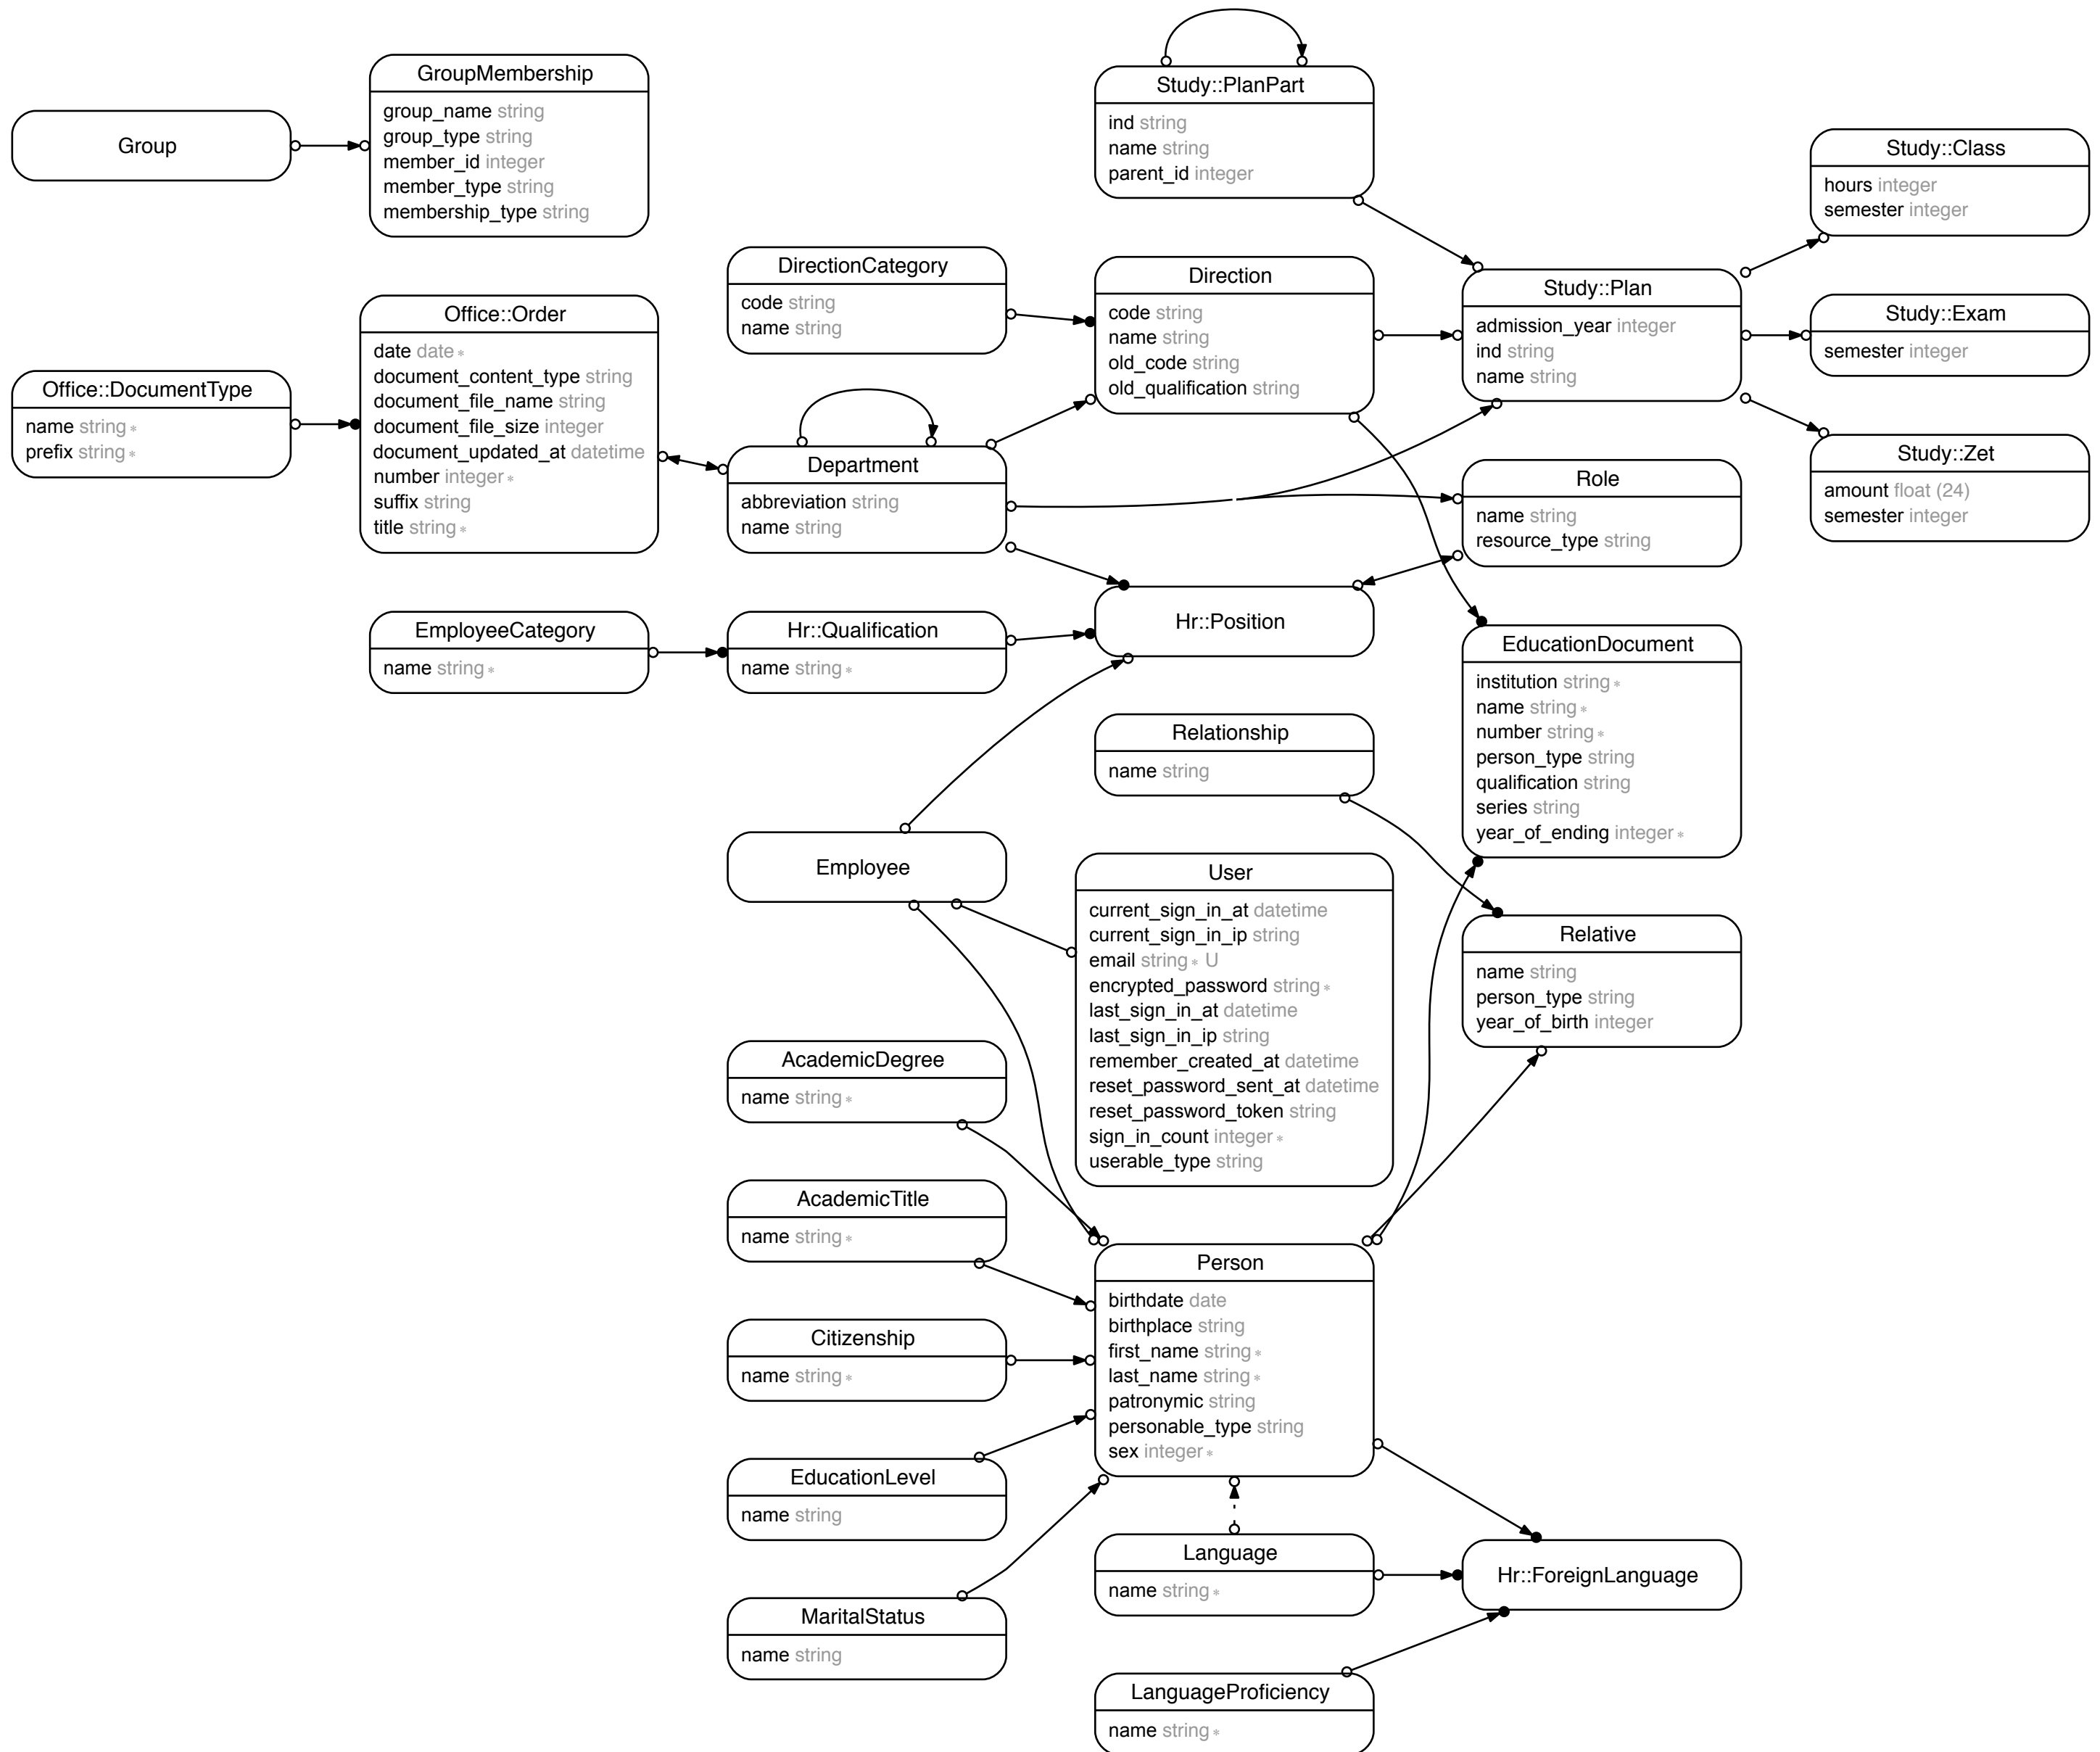 Group
GroupMembership
group_name string
group_type string
member_id integer
member_type string
membership_type string
Office::DocumentType
name string *
prefix string *
Office::Order
date date *
document_content_type string
document_file_name string
document_file_size integer
document_updated_at datetime
number integer *
suffix string
title string *
EmployeeCategory
name string *
DirectionCategory
code string
name string
Department
abbreviation string
name string
Hr::Qualification
name string *
Employee
AcademicDegree
name string *
AcademicTitle
name string *
Citizenship
name string *
EducationLevel
name string
MaritalStatus
name string
Study::PlanPart
ind string
name string
parent_id integer
Direction
code string
name string
old_code string
old_qualification string
Hr::Position
Relationship
name string
User
current_sign_in_at datetime
current_sign_in_ip string
email string * U
encrypted_password string *
last_sign_in_at datetime
last_sign_in_ip string
remember_created_at datetime
reset_password_sent_at datetime
reset_password_token string
sign_in_count integer *
userable_type string
Person
birthdate date
birthplace string
first_name string *
last_name string *
patronymic string
personable_type string
sex integer *
Language
name string *
LanguageProficiency
name string *
Study::Plan
admission_year integer
ind string
name string
Role
name string
resource_type string
EducationDocument
institution string *
name string *
number string *
person_type string
qualification string
series string
year_of_ending integer *
Relative
name string
person_type string
year_of_birth integer
Hr::ForeignLanguage
Study::Class
hours integer
semester integer
Study::Exam
semester integer
Study::Zet
amount float (24)
semester integer